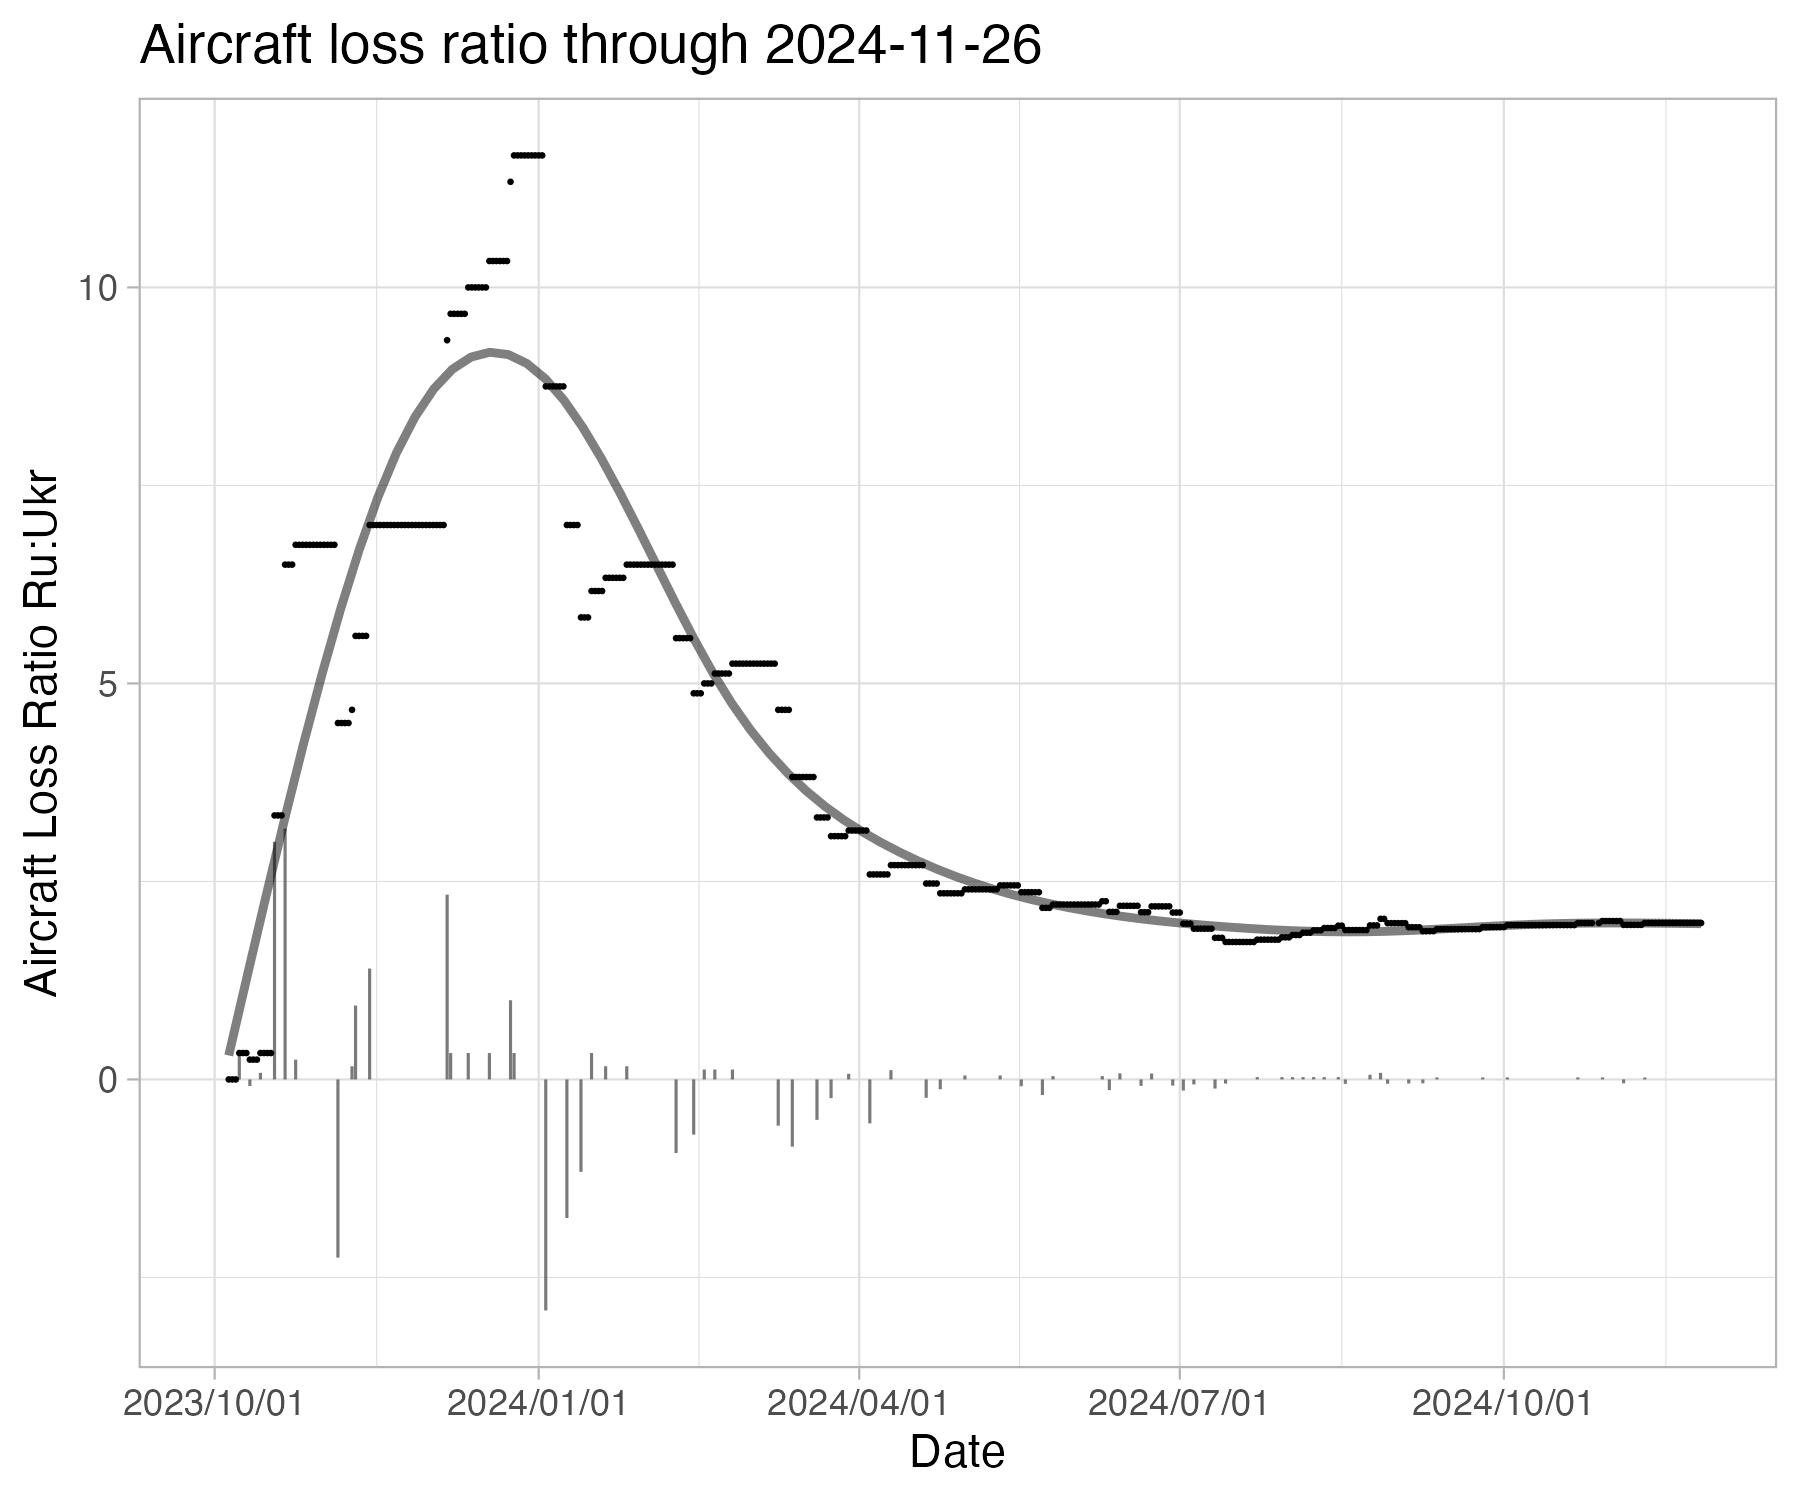 Aircraft loss ratio through 2024-11-26
Aircraft Loss Ratio Ru:Ukr
10
5
0
2023/10/01
2024/01/01
2024/04/01
2024/07/01
2024/10/01
Date